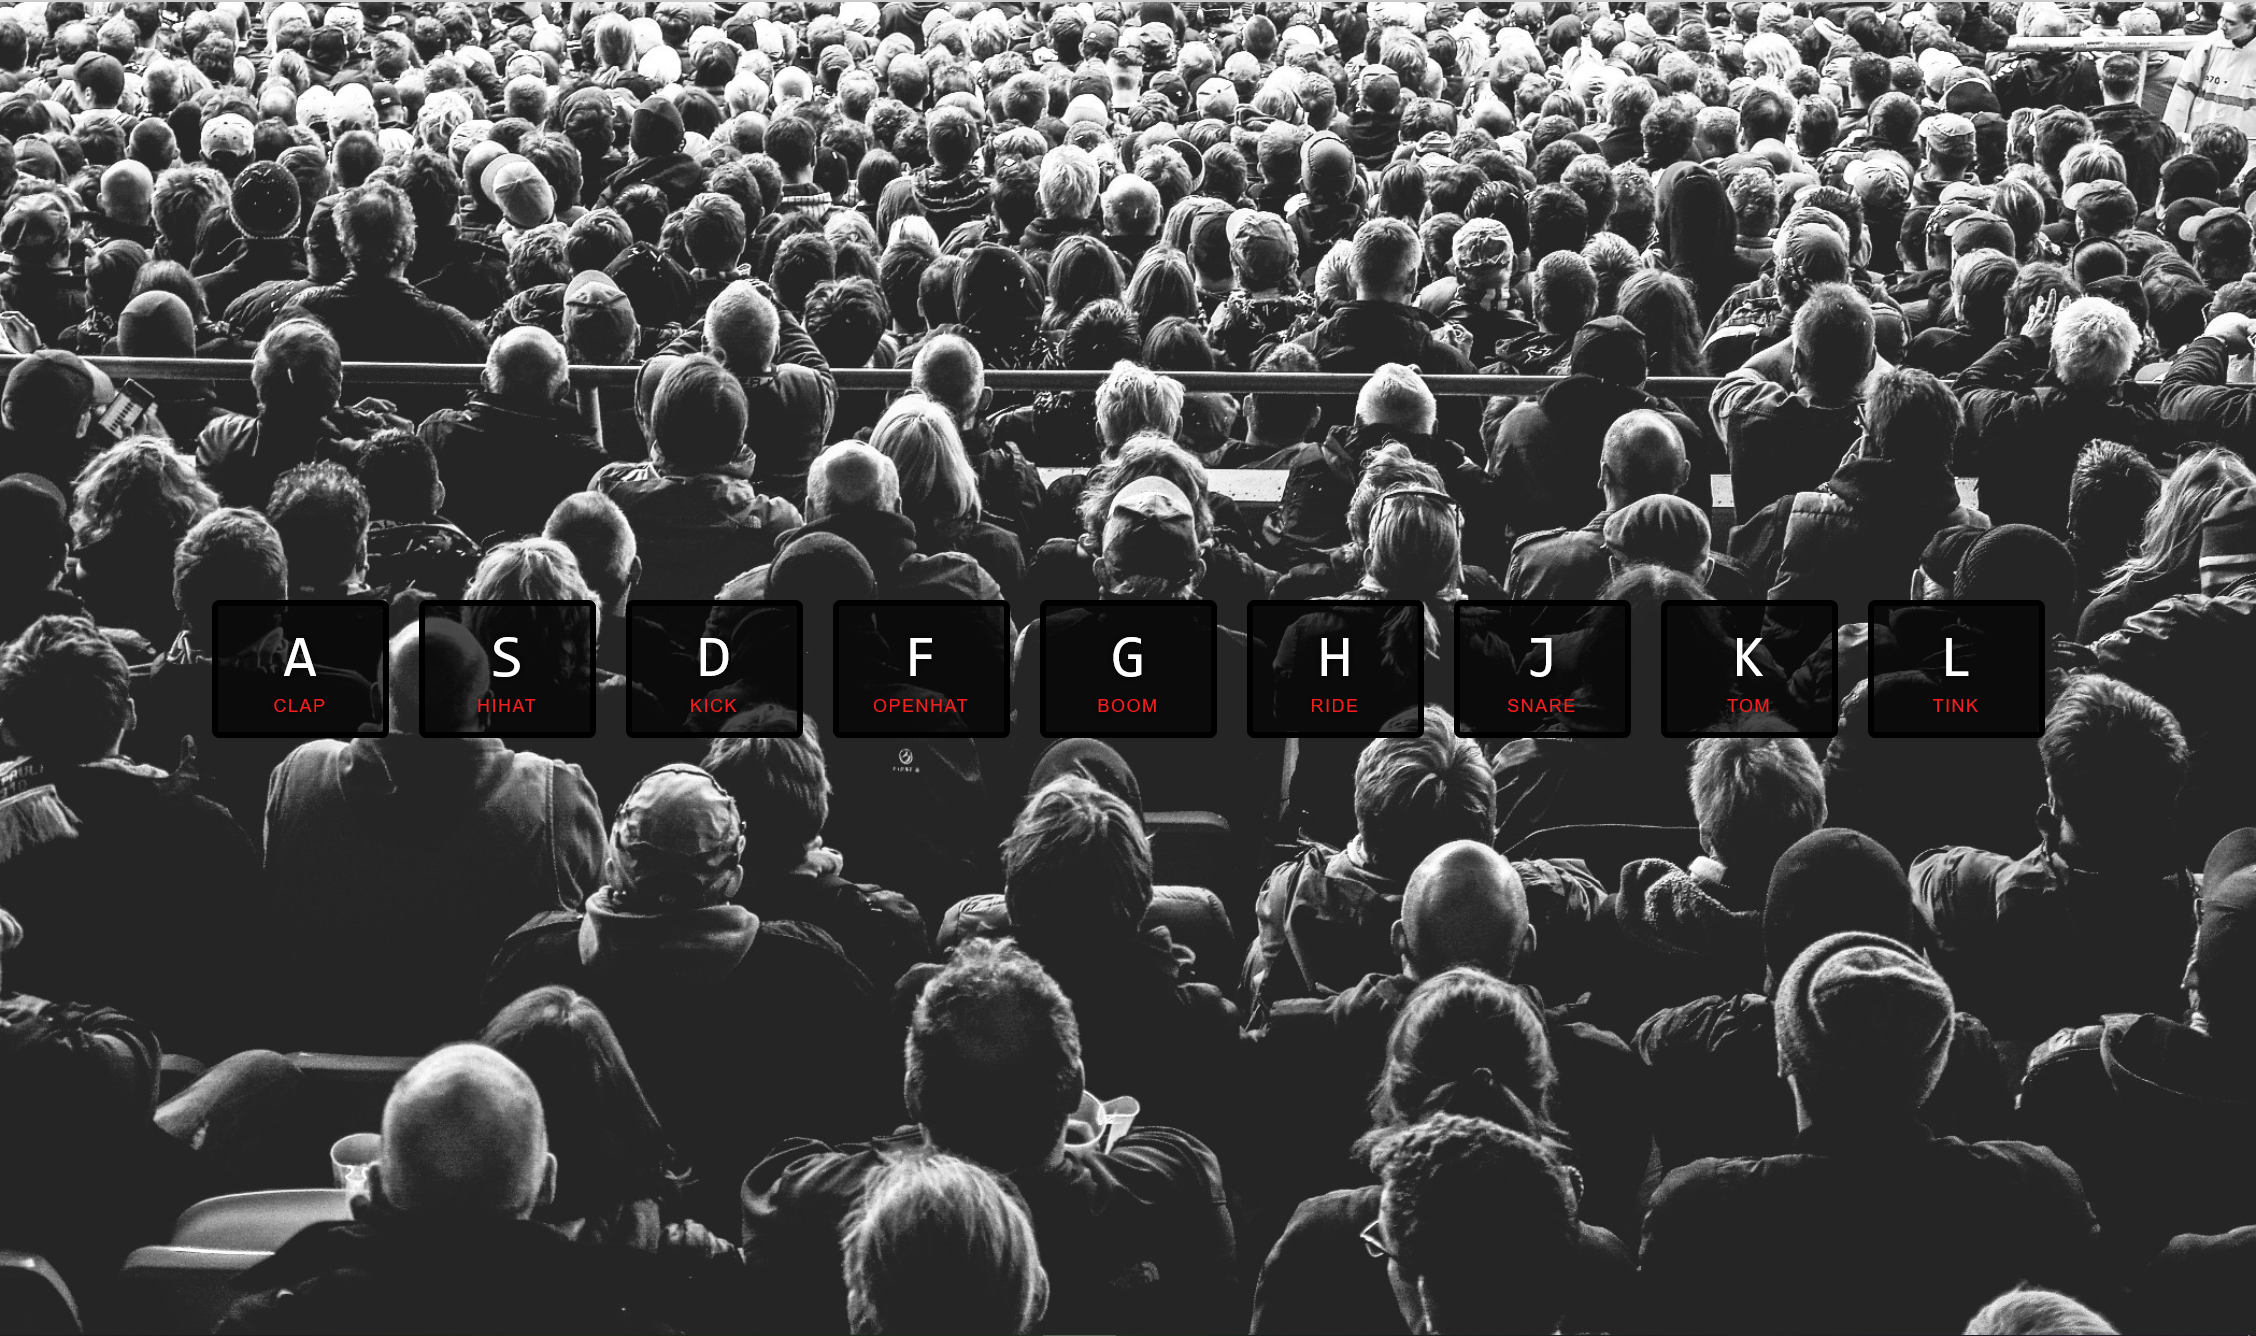 A S D F G H J K L
CLAP HIHAT KICK OPENHAT BOOM RIDE SNARE TOM TINK